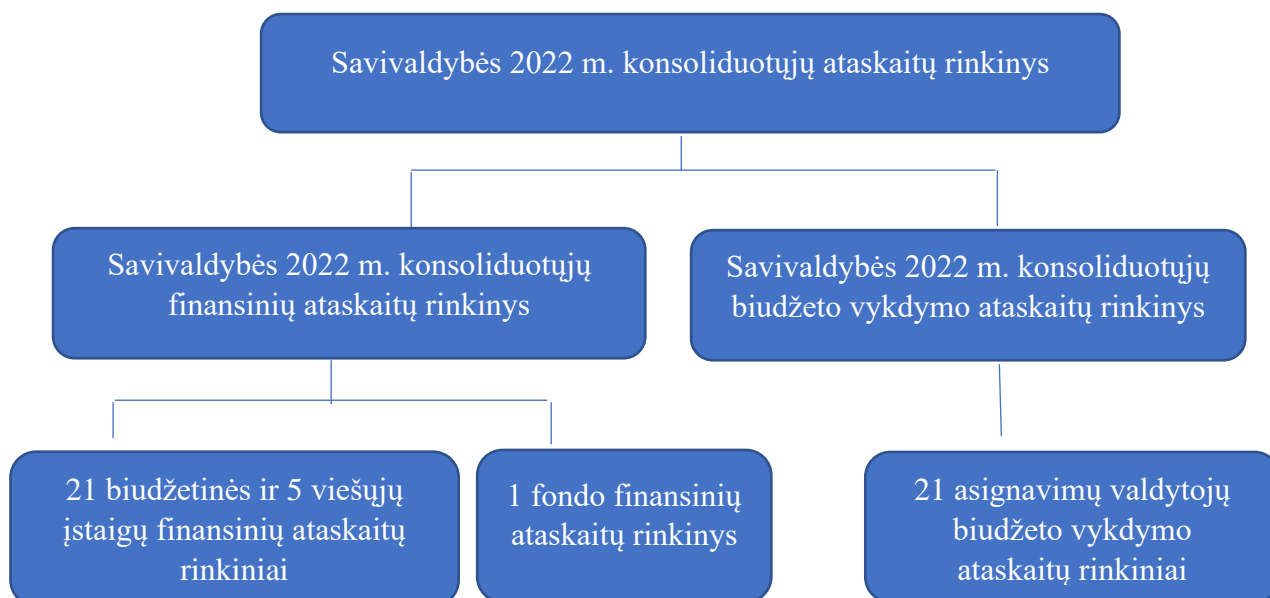 Savivaldybės 2022 m. konsoliduotųjų ataskaitų rinkinys
Savivaldybės 2022 m. konsoliduotųjų
finansinių ataskaitų rinkinys
Savivaldybės 2022 m. konsoliduotųjų
biudžeto vykdymo ataskaitų rinkinys
21 biudžetinės ir 5 viešųjų
įstaigų finansinių ataskaitų
rinkiniai
1 fondo finansinių
ataskaitų rinkinys
21 asignavimų valdytojų
biudžeto vykdymo
ataskaitų rinkiniai